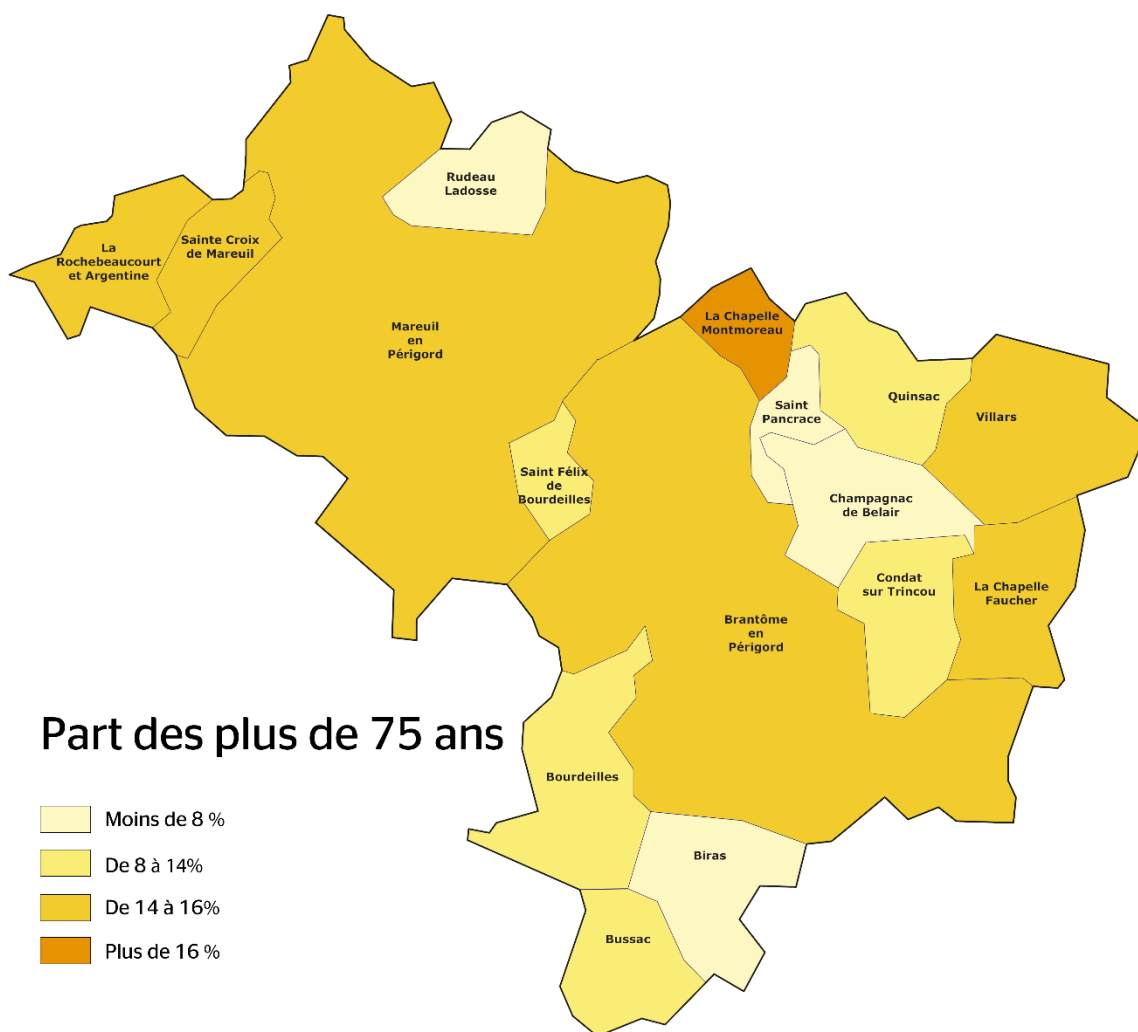 Rudeau
Ladosse
La
Rochebeaucourt
et Argentine
Sainte Croix
de Mareuil
Mareuil
en
Périgord
La Chapelle
Montmoreau
Saint
Pancrace
Quinsac
Villars
Saint Félix
de
Bourdeilles
Champagnac
de Belair
Condat
sur Trincou
La Chapelle
Faucher
Brantôme
en
Périgord
Bourdeilles
Biras
Bussac
Part des plus de 75 ans
Moins de 8 %
De 8 à 14%
De 14 à 16%
Plus de 16 %